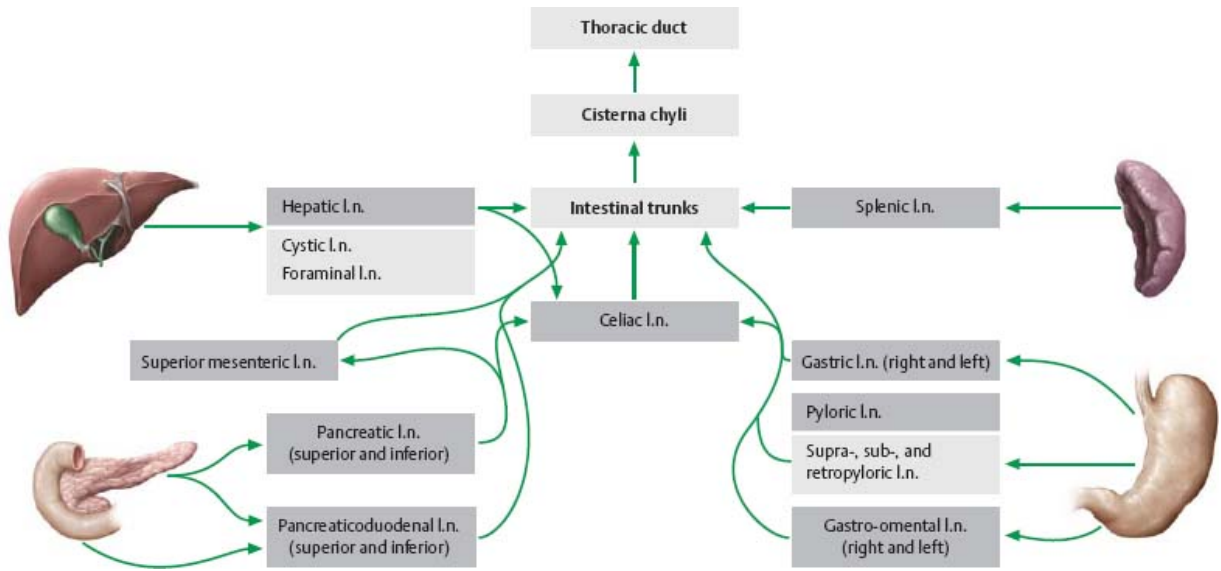 Thoracic duct
Cisterna chyli
Hepatic l.n.
Intestinal trunks
Splenic l.n.
Cystic l.n.
Foraminal l.n.
Celiac l.n.
Superior mesenteric l.n.
Gastric l.n. (right and left)
Pancreatic l.n.
(superior and inferior)
Pyloric l.n.
Supra-, sub-, and
retropyloric l.n.
Pancreaticoduodenal l.n.
(superior and inferior)
Gastro-omental l.n.
(right and left)